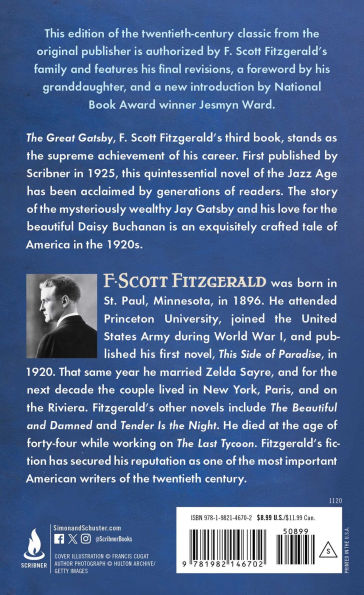 This edition of the twentieth-century classic from the
original publisher is authorized by F. Scott Fitzgerald's
family and features his final revisions, a foreword by his
granddaughter, and a new introduction by National
Book Award winner Jesmyn Ward.
The Great Gatsby, F. Scott Fitzgerald's third book, stands as
the supreme achievement of his career. First published by
Scribner in 1925, this quintessential novel of the Jazz Age
has been acclaimed by generations of readers. The story
of the mysteriously wealthy Jay Gatsby and his love for the
beautiful Daisy Buchanan is an exquisitely crafted tale of
America in the 1920s.
F·SCOTT FITZGERALD was born in
St. Paul, Minnesota, in 1896. He attended
Princeton University, joined the United
States Army during World War I, and pub-
lished his first novel, This Side of Paradise, in
1920. That same year he married Zelda Sayre, and for
the next decade the couple lived in New York, Paris, and on
the Riviera. Fitzgerald's other novels include The Beautiful
and Damned and Tender Is the Night. He died at the age of
forty-four while working on The Last Tycoon. Fitzgerald's fic-
tion has secured his reputation as one of the most important
American writers of the twentieth century.
1120
SimonandSchuster.com
@ScribnerBooks
SCRIBNER
COVER ILLUSTRATION © FRANCIS CUGAT
AUTHOR PHOTOGRAPH © HULTON ARCHIVE/
GETTY IMAGES
ISBN 978-1-9821-4670-2 $8.99 U.S./$11.99 Can.
50899
9 781982 146702
S
PRINTED IN THE U.S.A.